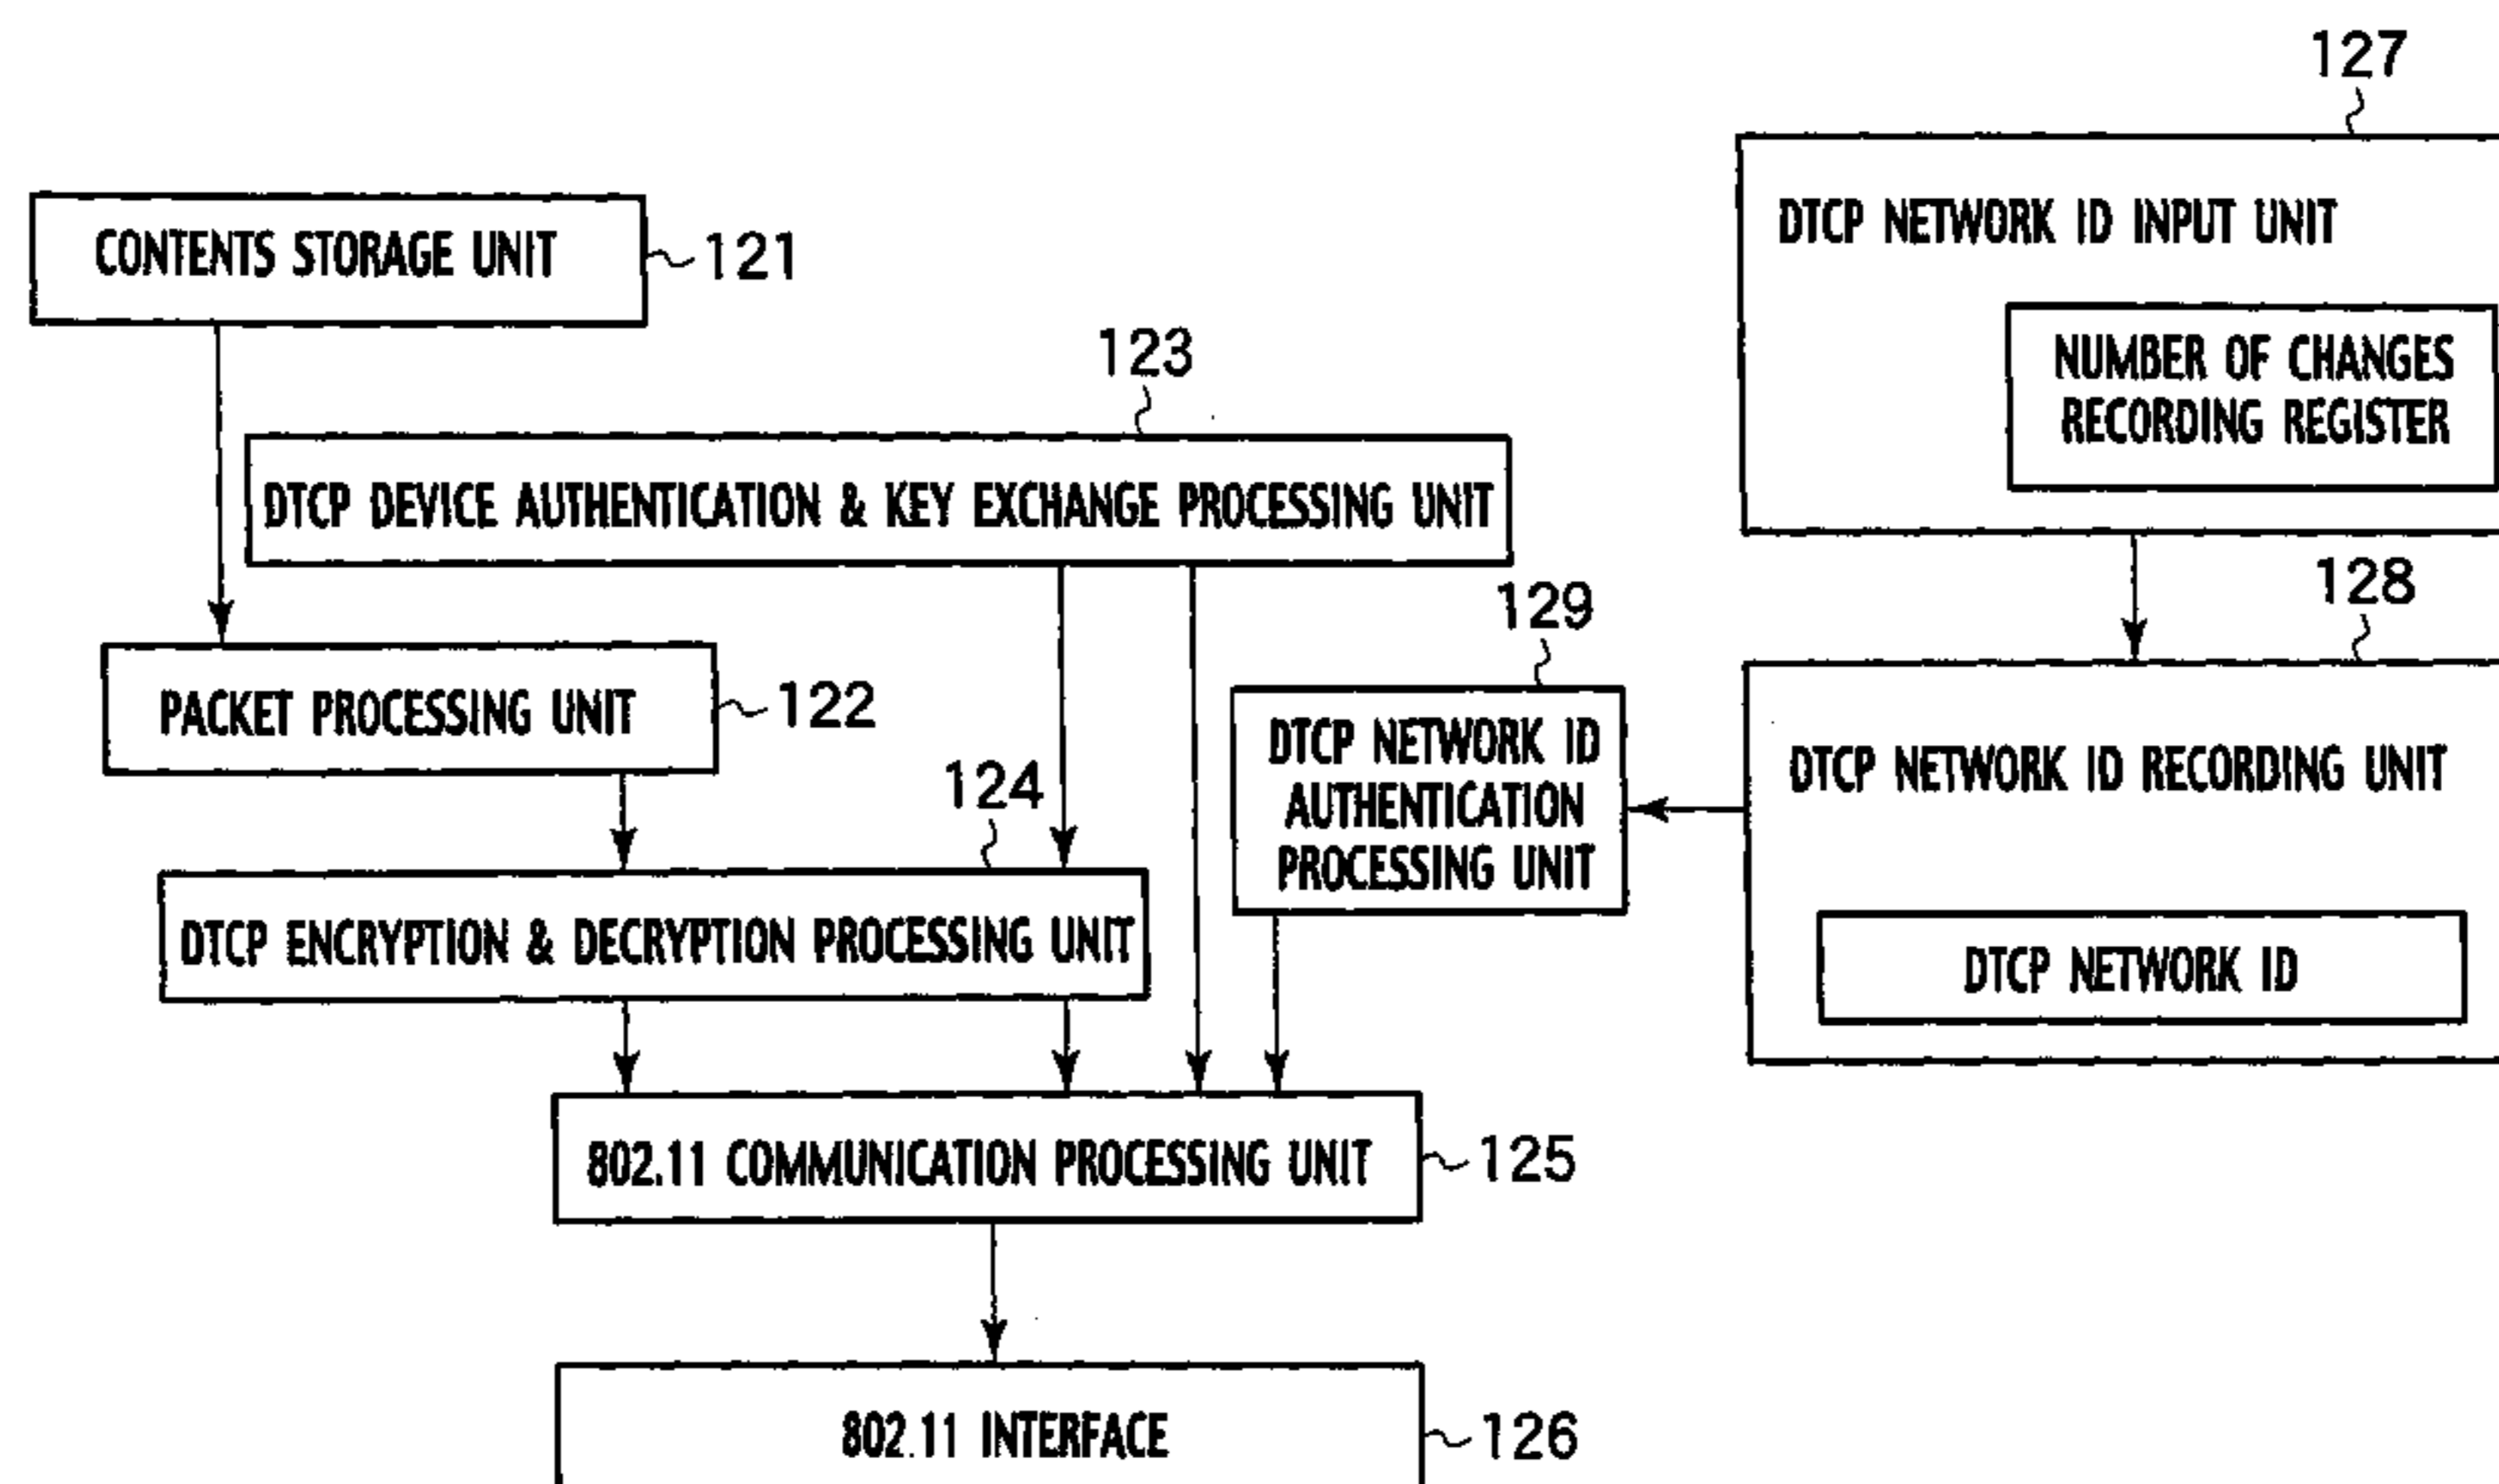 127
CONTENTS STORAGE UNIT
121
DTCP NETWORK ID INPUT UNIT
NUMBER OF CHANGES
RECORDING REGISTER
123
DTCP DEVICE AUTHENTICATION & KEY EXCHANGE PROCESSING UNIT
129
128
PACKET PROCESSING UNIT
122
124
DTCP NETWORK ID
AUTHENTICATION
PROCESSING UNIT
DTCP NETWORK ID RECORDING UNIT
DTCP ENCRYPTION & DECRYPTION PROCESSING UNIT
DTCP NETWORK ID
802.11 COMMUNICATION PROCESSING UNIT
125
802.11 INTERFACE
126